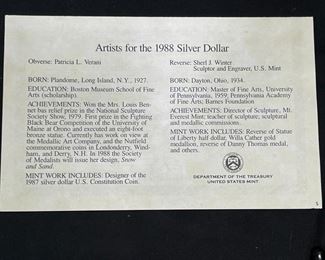 Artists for the 1988 Silver Dollar
Obverse: Patricia L. Verani
BORN: Plandome, Long Island, N.Y., 1927.
EDUCATION: Boston Museum School of Fine
Arts (scholarship).
ACHIEVEMENTS: Won the Mrs. Louis Ben-
net bas relief prize in the National Sculpture
Society Show, 1979. First prize in the Fighting
Black Bear Competition of the University of
Maine at Orono and executed an eight-foot
bronze statue. Currently has work on view at
the Medallic Art Company, and the Nutfield
commemorative coins in Londonderry, Wind-
ham, and Derry, N.H. In 1988 the Society of
Medalists will issue her design, Snow
and Sand.
MINT WORK INCLUDES: Designer of the
1987 silver dollar U.S. Constitution Coin.
Reverse: Sherl J. Winter
Sculptor and Engraver, U.S. Mint
BORN: Dayton, Ohio, 1934.
EDUCATION: Master of Fine Arts, University
of Pennsylvania, 1959; Pennsylvania Academy
of Fine Arts; Barnes Foundation
ACHIEVEMENTS: Director of Sculpture, Mt.
Everest Mint; teacher of sculpture; sculptural
and medallic commissions.
MINT WORK INCLUDES: Reverse of Statue
of Liberty half dollar, Willa Cather gold
medal, reverse of Danny Thomas medal,
and others.
DEPARTMENT OF THE TREASURY
UNITED STATES MINT